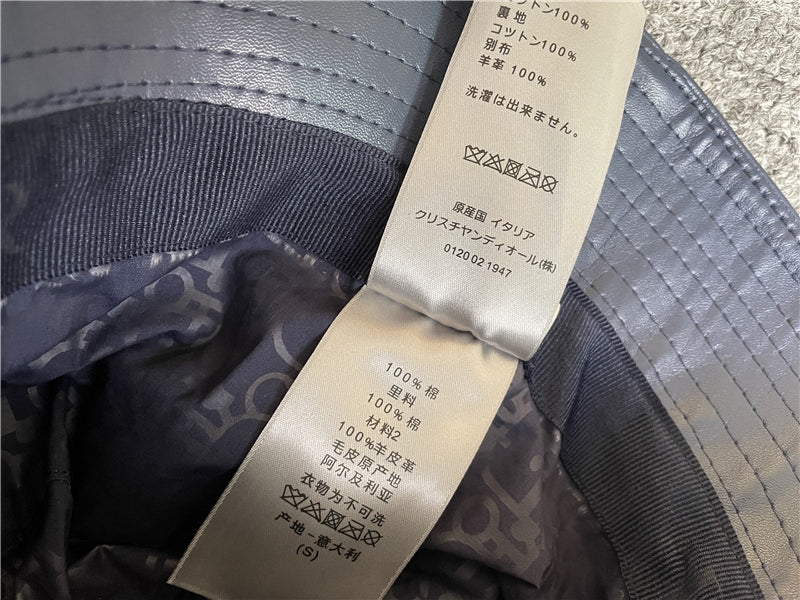 コットン100%
裏地
コットン100%
別布
羊革 100%
洗濯は出来ません。
原産国 イタリア
クリスチヤンディオール(株)
0120 02 1947
100%棉
里料
100%棉
材料2
100%羊皮革
毛皮原产地
阿尔及利亚
衣物为不可洗
产地-意大利
(S)